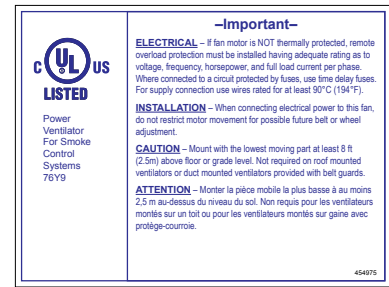 C UL US
LISTED
Power
Ventilator
For Smoke
Control
Systems
76Y9
–Important–
ELECTRICAL – If fan motor is NOT thermally protected, remote
overload protection must be installed having adequate rating as to
voltage, frequency, horsepower, and full load current per phase.
Where connected to a circuit protected by fuses, use time delay fuses.
For supply connection use wires rated for at least 90°C (194°F).
INSTALLATION – When connecting electrical power to this fan,
do not restrict motor movement for possible future belt or wheel
adjustment.
CAUTION – Mount with the lowest moving part at least 8 ft
(2.5m) above floor or grade level. Not required on roof mounted
ventilators or duct mounted ventilators provided with belt guards.
ATTENTION – Monter la pièce mobile la plus basse à au moins
2,5 m au-dessus du niveau du sol. Non requis pour les ventilateurs
montés sur un toit ou pour les ventilateurs montés sur gaine avec
protège-courroie.
454975